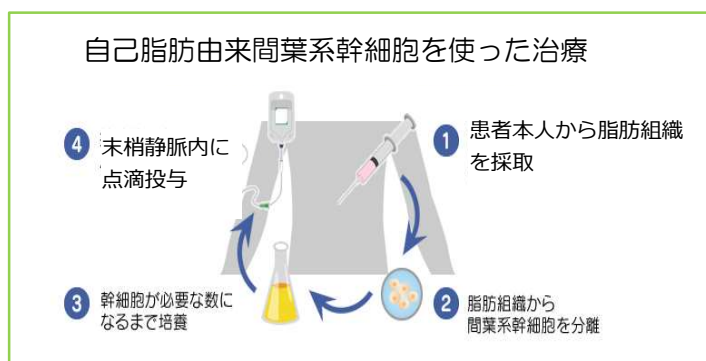 自己脂肪由来間葉系幹細胞を使った治療
1 患者本人から脂肪組織
を採取
2 脂肪組織から
間葉系幹細胞を分離
3 幹細胞が必要な数に
なるまで培養
4 末梢静脈内に
点滴投与